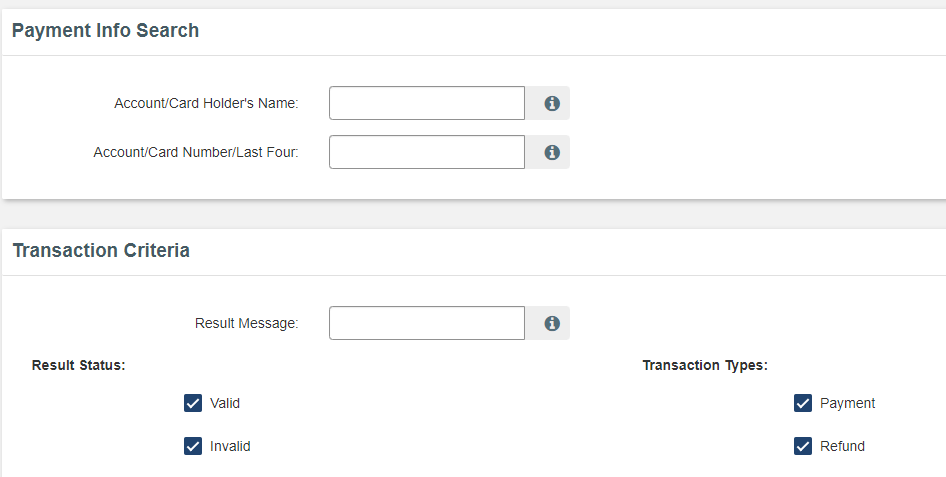 Payment Info Search
Account/Card Holder's Name:
Account/Card Number/Last Four:
Transaction Criteria
Result Message:
Result Status:
Valid
Invalid
Transaction Types:
Payment
Refund